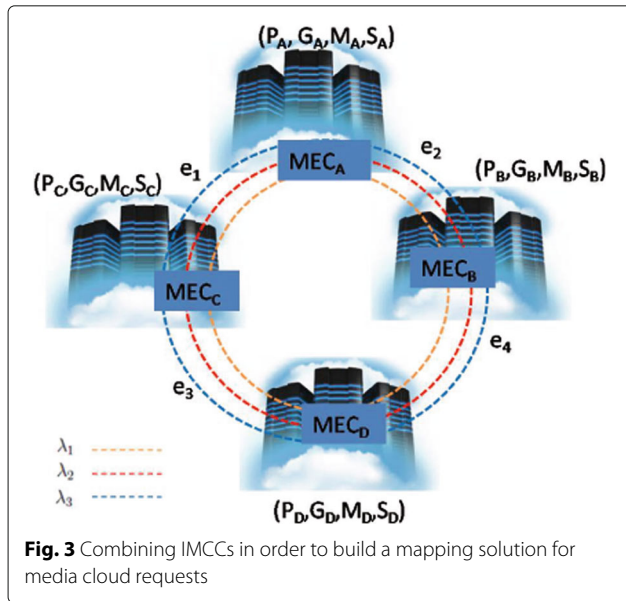 (P_A, G_A, M_A, S_A)
MEC_A
e_1
e_2
(P_C, G_C, M_C, S_C)
(P_B, G_B, M_B, S_B)
MEC_C
MEC_B
e_3
e_4
MEC_D
λ_1
λ_2
λ_3
(P_D, G_D, M_D, S_D)
Fig. 3 Combining IMCCs in order to build a mapping solution for
media cloud requests